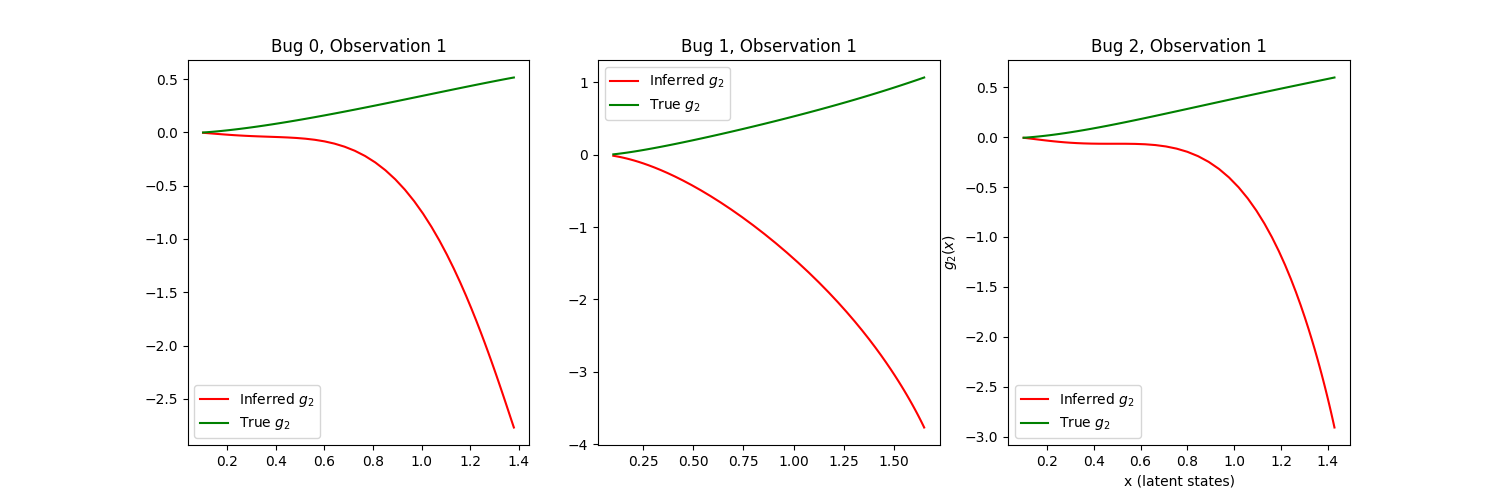 Bug 0, Observation 1
0.5
0.0
−0.5
−1.0
−1.5
−2.0
−2.5
Inferred g₂
True g₂
0.2 0.4 0.6 0.8 1.0 1.2 1.4
Bug 1, Observation 1
Inferred g₂
True g₂
1
0
−1
−2
−3
−4
0.25 0.50 0.75 1.00 1.25 1.50
Bug 2, Observation 1
g₂(x)
0.5
0.0
−0.5
−1.0
−1.5
−2.0
−2.5
−3.0
Inferred g₂
True g₂
0.2 0.4 0.6 0.8 1.0 1.2 1.4
x (latent states)